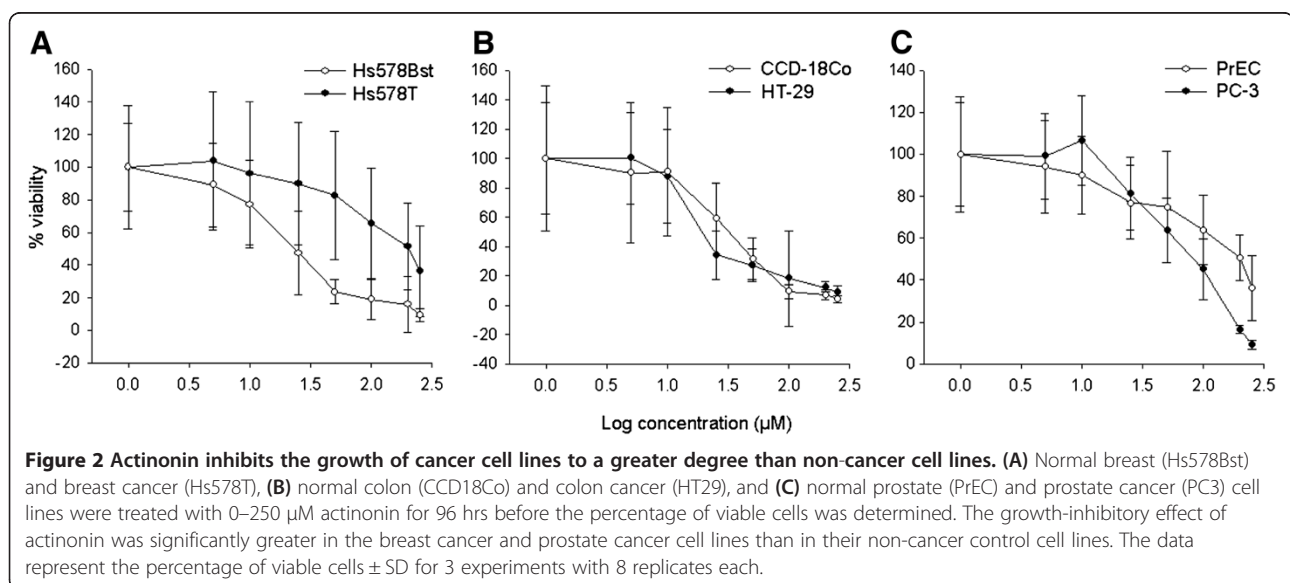 A
Hs578Bst
Hs578T
160
140
120
100
80
60
40
20
0
-20
% viability
0.0 0.5 1.0 1.5 2.0 2.5
B
CCD-18Co
HT-29
160
140
120
100
80
60
40
20
0
-20
-40
0.0 0.5 1.0 1.5 2.0 2.5
C
PrEC
PC-3
140
120
100
80
60
40
20
0
0.0 0.5 1.0 1.5 2.0 2.5
Log concentration (µM)
Figure 2 Actinonin inhibits the growth of cancer cell lines to a greater degree than non-cancer cell lines. (A) Normal breast (Hs578Bst)
and breast cancer (Hs578T), (B) normal colon (CCD18Co) and colon cancer (HT29), and (C) normal prostate (PrEC) and prostate cancer (PC3) cell
lines were treated with 0–250 µM actinonin for 96 hrs before the percentage of viable cells was determined. The growth-inhibitory effect of
actinonin was significantly greater in the breast cancer and prostate cancer cell lines than in their non-cancer control cell lines. The data
represent the percentage of viable cells ± SD for 3 experiments with 8 replicates each.